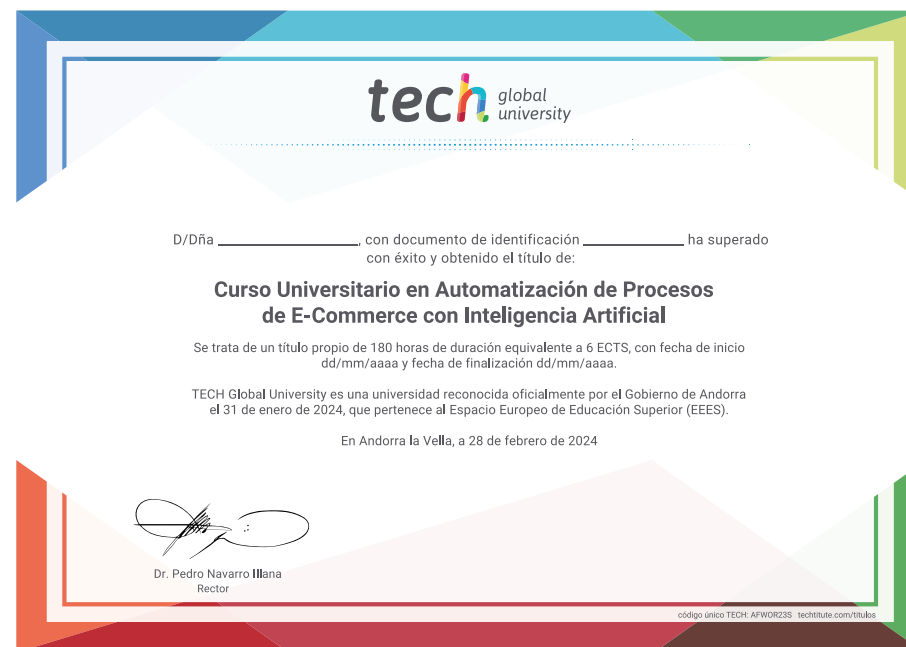 tech global university
D/Dña ____________, con documento de identificación ____________ ha superado
con éxito y obtenido el título de:
Curso Universitario en Automatización de Procesos
de E-Commerce con Inteligencia Artificial
Se trata de un título propio de 180 horas de duración equivalente a 6 ECTS, con fecha de inicio
dd/mm/aaaa y fecha de finalización dd/mm/aaaa.
TECH Global University es una universidad reconocida oficialmente por el Gobierno de Andorra
el 31 de enero de 2024, que pertenece al Espacio Europeo de Educación Superior (EEES).
En Andorra la Vella, a 28 de febrero de 2024
Dr. Pedro Navarro Illana
Rector
código único TECH: AFWOR23S techtitute.com/titulos